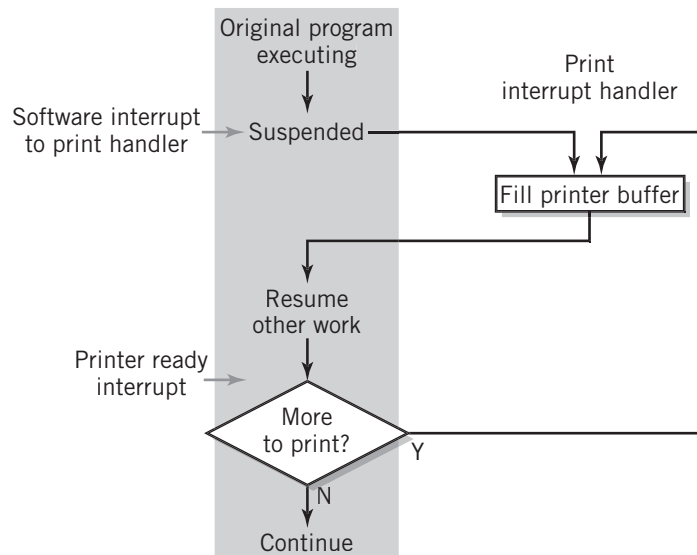 Original program
executing
Print
interrupt handler
Software interrupt
to print handler
Suspended
Fill printer buffer
Resume
other work
Printer ready
interrupt
More
to print?
Y
N
Continue